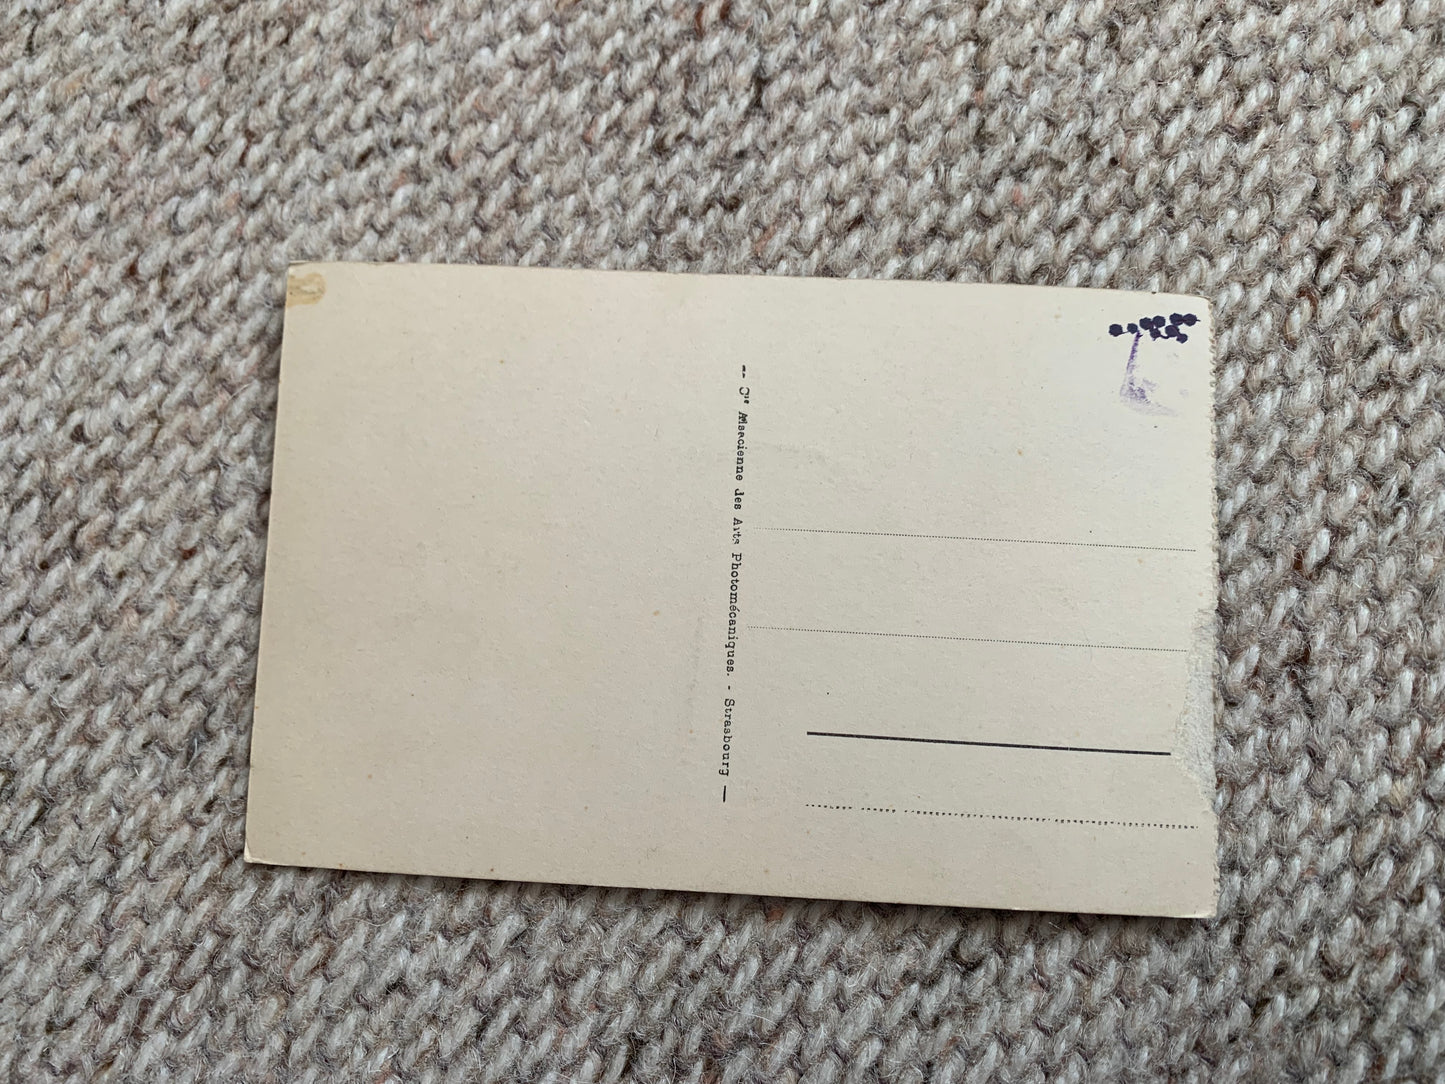 -- Cie Alsacienne des Arts Photomécaniques. - Strasbourg —